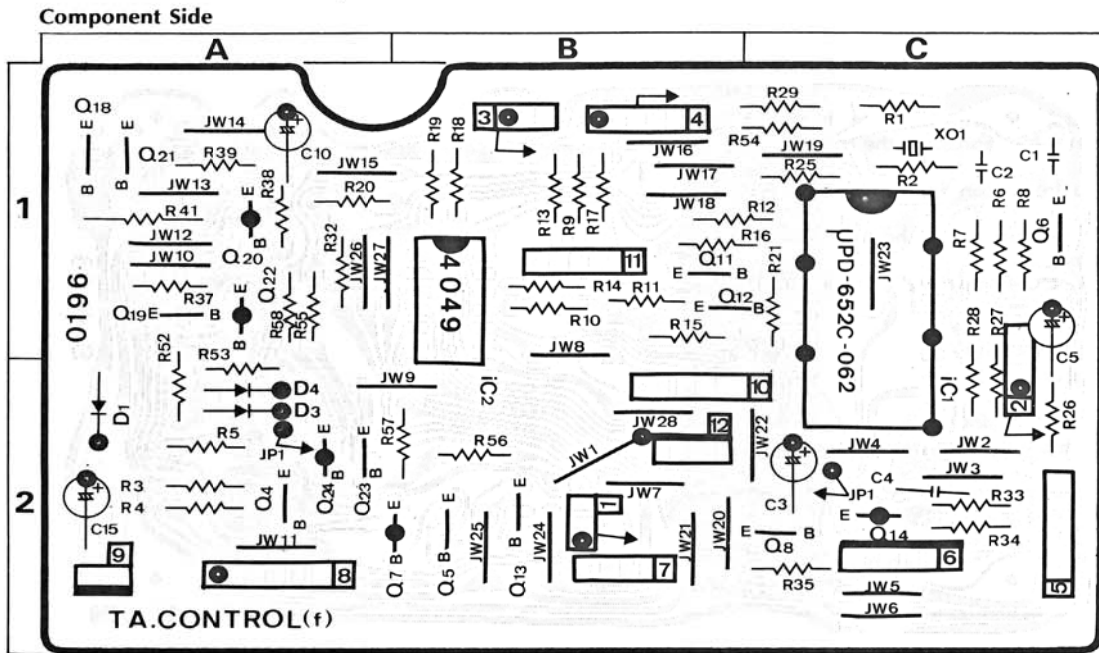 Component Side
A B C
1
2
Q18
E
E
B
B
Q21
JW14
R39
C10
R38
JW15
R20
JW13
R41
E
B
Q20
JW12
JW10
R37
Q19 E B
E
B
Q22
R58
R55
R32
JW26
JW27
01196
R52
R53
D4
D3
D1
JP1
R5
R3
R4
C15
Q4
E
B
Q24
E
B
Q23
E
B
JW11
9
8
TA.CONTROL(f)
R19
R18
3
4
JW16
JW17
JW18
R13
R9
R17
R12
R16
Q11
E B
4049
11
R14
R11
R10
Q12
E B
R15
JW8
JW9
iC2
10
R57
R56
JW28
12
JW1
JW7
JW22
E
B
Q7
E
B
Q5
JW25
E
B
Q13
JW24
1
7
JW21
JW20
R29
R54
R1
XO1
JW19
R25
R2
C2
C1
R21
µPD-652C-062
JW23
iC1
R7
R6
R8
Q6
E
B
R28
R27
2
C5
R26
JW4
JW2
JW3
C4
JP1
C3
R33
R34
E
Q14
E B
Q8
R35
6
JW5
JW6
5